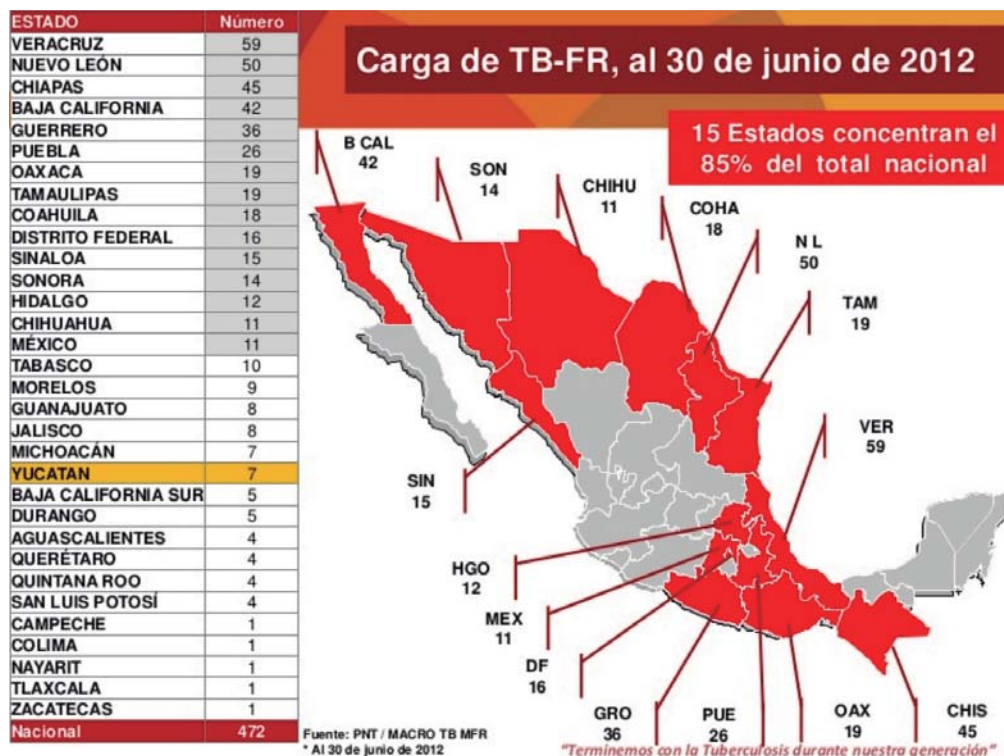 ESTADO Número
VERACRUZ 59
NUEVO LEÓN 50
CHIAPAS 45
BAJA CALIFORNIA 42
GUERRERO 36
PUEBLA 26
OAXACA 19
TAMAULIPAS 19
COAHUILA 18
DISTRITO FEDERAL 16
SINALOA 15
SONORA 14
HIDALGO 12
CHIHUAHUA 11
MÉXICO 11
TABASCO 10
MORELOS 9
GUANAJUATO 8
JALISCO 8
MICHOACÁN 7
YUCATAN 7
BAJA CALIFORNIA SUR 5
DURANGO 5
AGUASCALIENTES 4
QUERÉTARO 4
QUINTANA ROO 4
SAN LUIS POTOSÍ 4
CAMPECHE 1
COLIMA 1
NAYARIT 1
TLAXCALA 1
ZACATECAS 1
Nacional 472
Carga de TB-FR, al 30 de junio de 2012
15 Estados concentran el
85% del total nacional
B CAL
42
SON
14
CHIHU
11
COHA
18
N L
50
TAM
19
VER
59
SIN
15
HGO
12
MEX
11
DF
16
GRO
36
PUE
26
OAX
19
CHIS
45
Fuente: PNT / MACRO TB MFR
* Al 30 de junio de 2012
"Terminemos con la Tuberculosis durante nuestra generación"